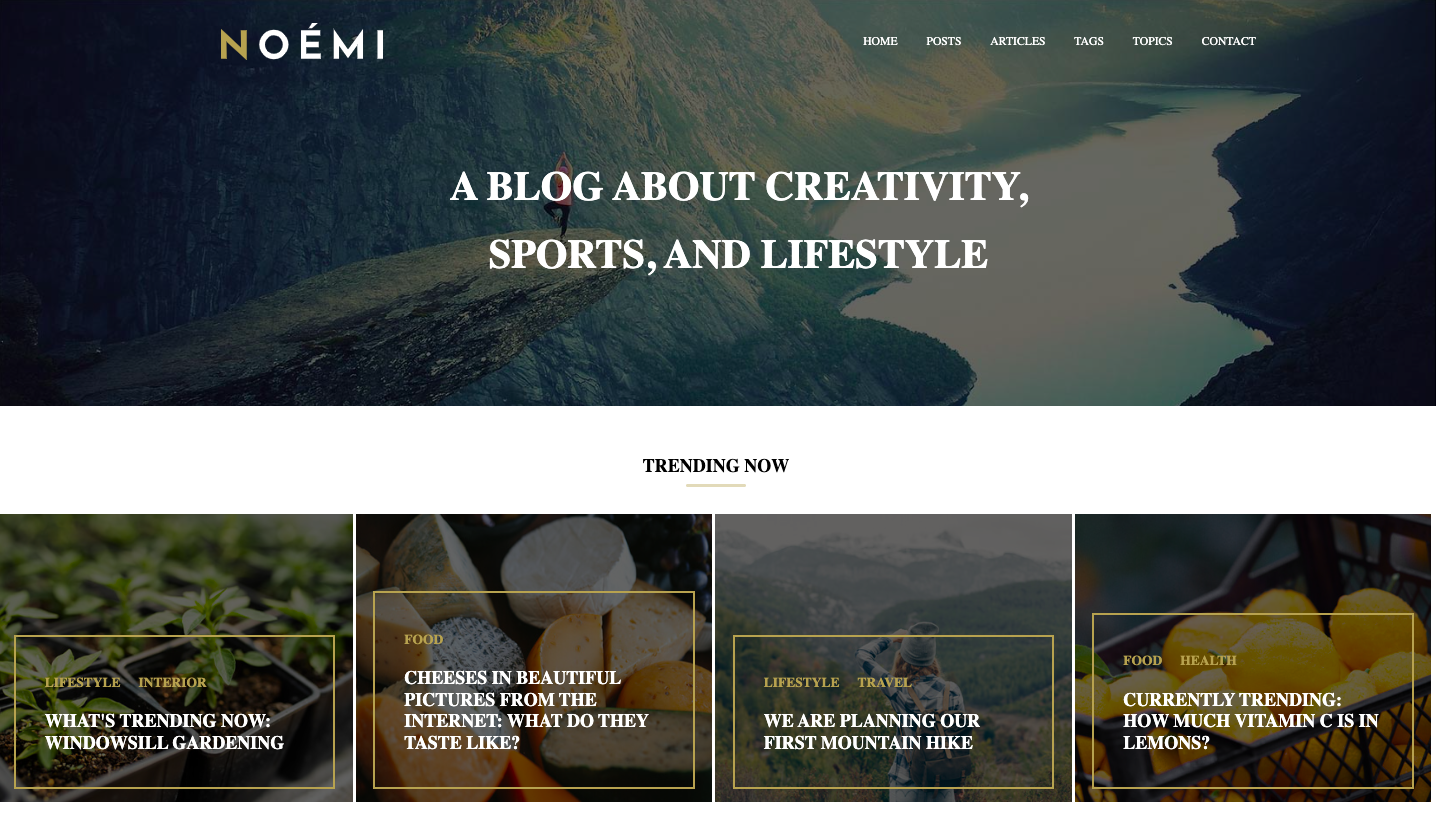 NOÉMI
HOME POSTS ARTICLES TAGS TOPICS CONTACT
A BLOG ABOUT CREATIVITY,
SPORTS, AND LIFESTYLE
TRENDING NOW
LIFESTYLE INTERIOR
WHAT'S TRENDING NOW:
WINDOWSILL GARDENING
FOOD
CHEESES IN BEAUTIFUL
PICTURES FROM THE
INTERNET: WHAT DO THEY
TASTE LIKE?
LIFESTYLE TRAVEL
WE ARE PLANNING OUR
FIRST MOUNTAIN HIKE
FOOD HEALTH
CURRENTLY TRENDING:
HOW MUCH VITAMIN C IS IN
LEMONS?